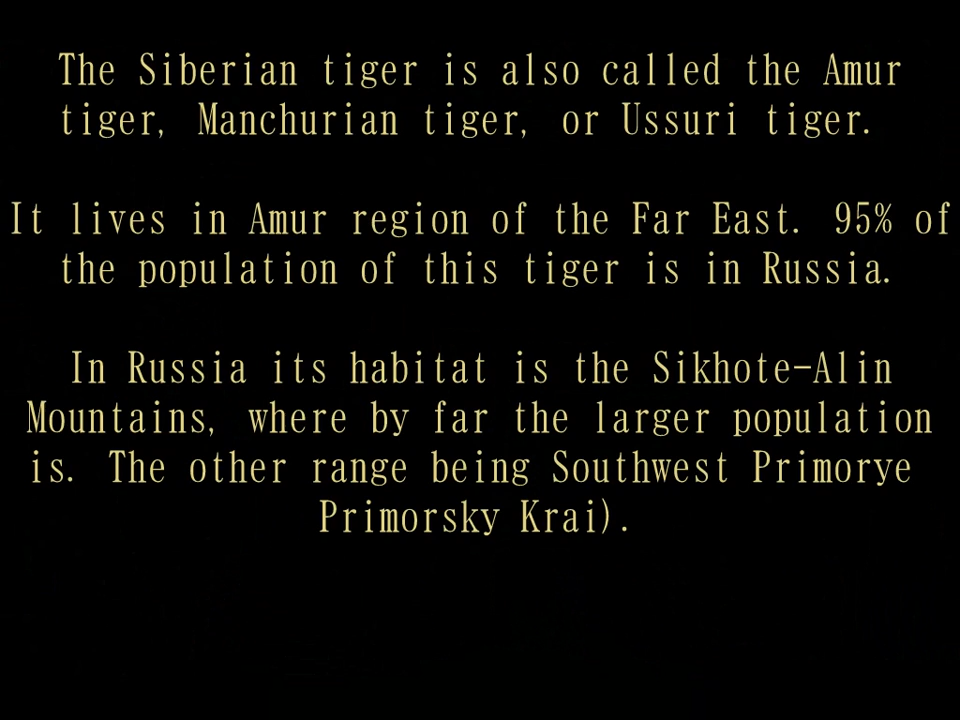 The Siberian tiger is also called the Amur
tiger, Manchurian tiger, or Ussuri tiger.
It lives in Amur region of the Far East. 95% of
the population of this tiger is in Russia.
In Russia its habitat is the Sikhote-Alin
Mountains, where by far the larger population
is. The other range being Southwest Primorye
Primorsky Krai).